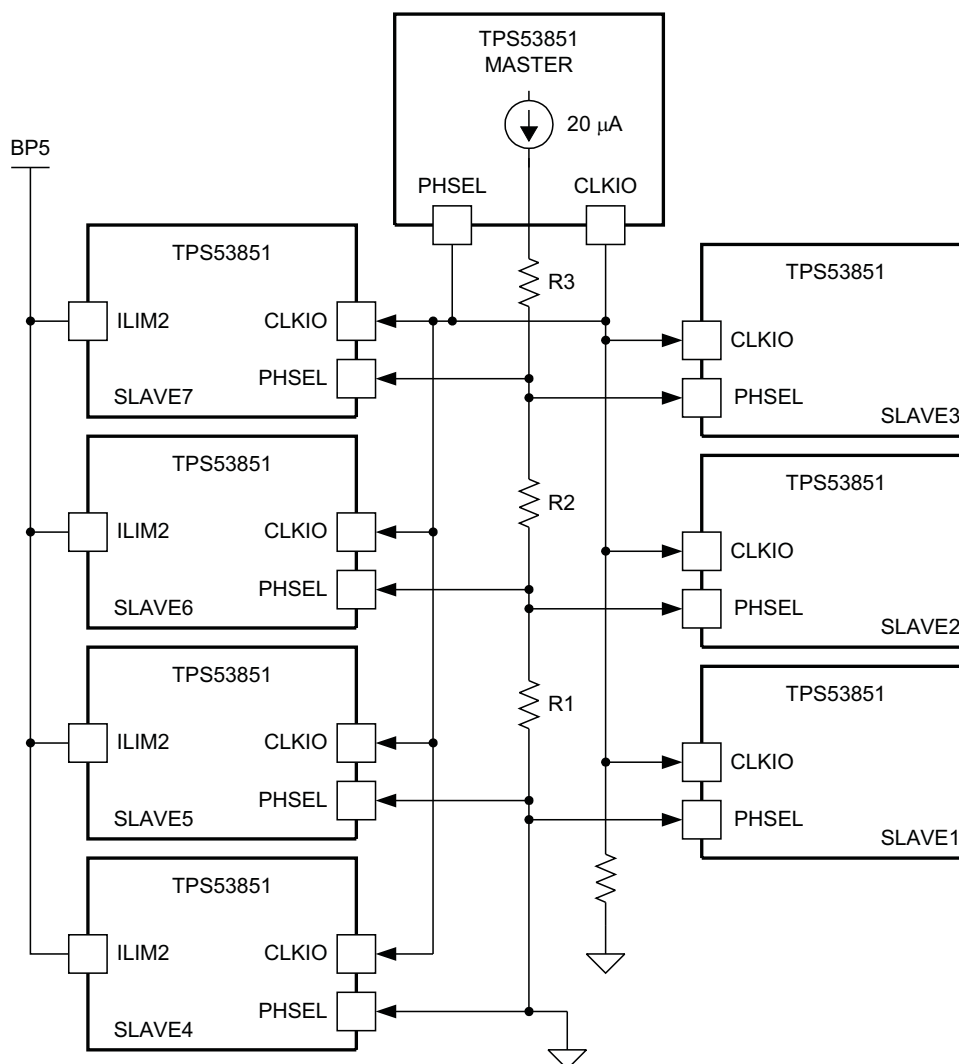 TPS53851
MASTER
20 μA
PHSEL
CLKIO
BP5
TPS53851
ILIM2
CLKIO
PHSEL
SLAVE7
R3
TPS53851
CLKIO
PHSEL
SLAVE3
TPS53851
ILIM2
CLKIO
PHSEL
SLAVE6
R2
TPS53851
CLKIO
PHSEL
SLAVE2
TPS53851
ILIM2
CLKIO
PHSEL
SLAVE5
R1
TPS53851
CLKIO
PHSEL
SLAVE1
TPS53851
ILIM2
CLKIO
PHSEL
SLAVE4